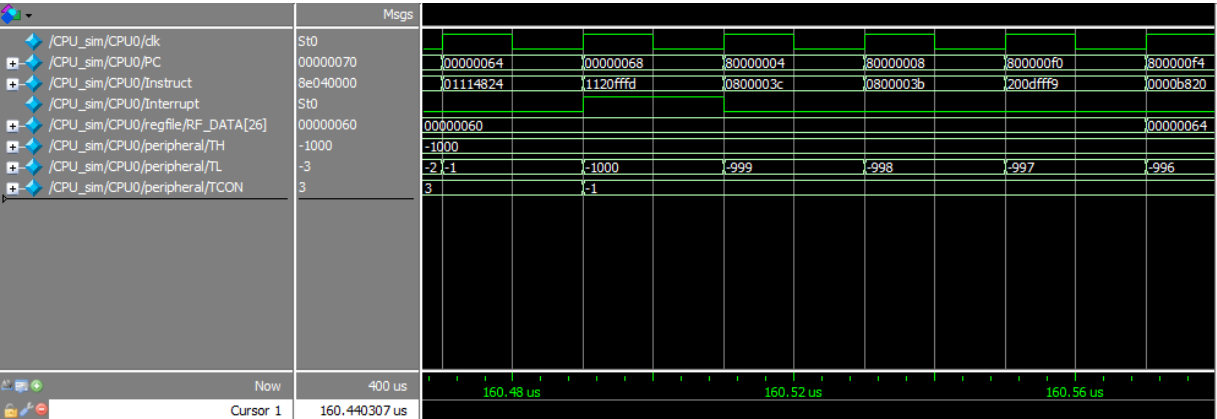 Msgs
/CPU_sim/CPU0/clk St0
/CPU_sim/CPU0/PC 00000070 00000064 00000068 80000004 80000008 800000f0 800000f4
/CPU_sim/CPU0/Instruct 8e040000 01114824 1120fffd 0800003c 0800003b 200dfff9 0000b820
/CPU_sim/CPU0/Interrupt St0
/CPU_sim/CPU0/regfile/RF_DATA[26] 00000060 00000060 00000064
/CPU_sim/CPU0/peripheral/TH -1000 -1000
/CPU_sim/CPU0/peripheral/TL -3 -2 -1 -1000 -999 -998 -997 -996
/CPU_sim/CPU0/peripheral/TCON 3 3 -1
Now 400 us 160.48 us 160.52 us 160.56 us
Cursor 1 160.440307 us